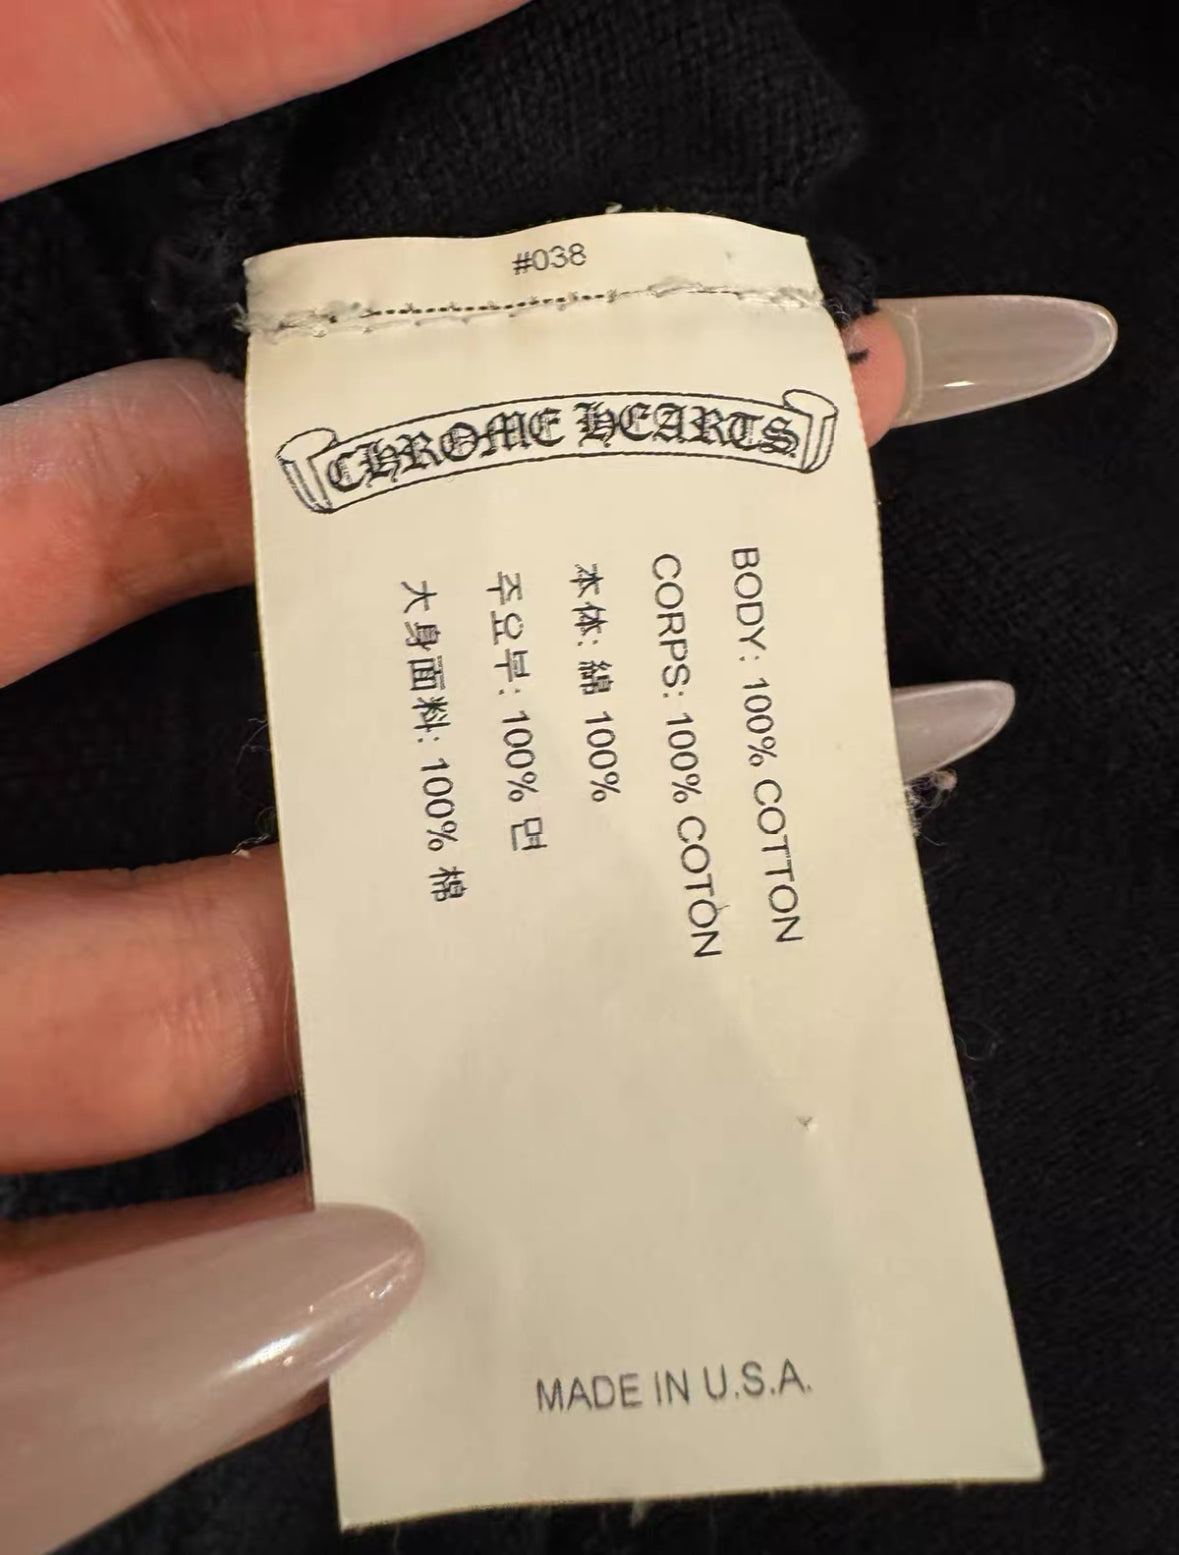 #038
CHROME HEARTS
BODY: 100% COTTON
CORPS: 100% COTON
本体: 綿 100%
주요부: 100% 면
大身面料: 100% 棉
MADE IN U.S.A.